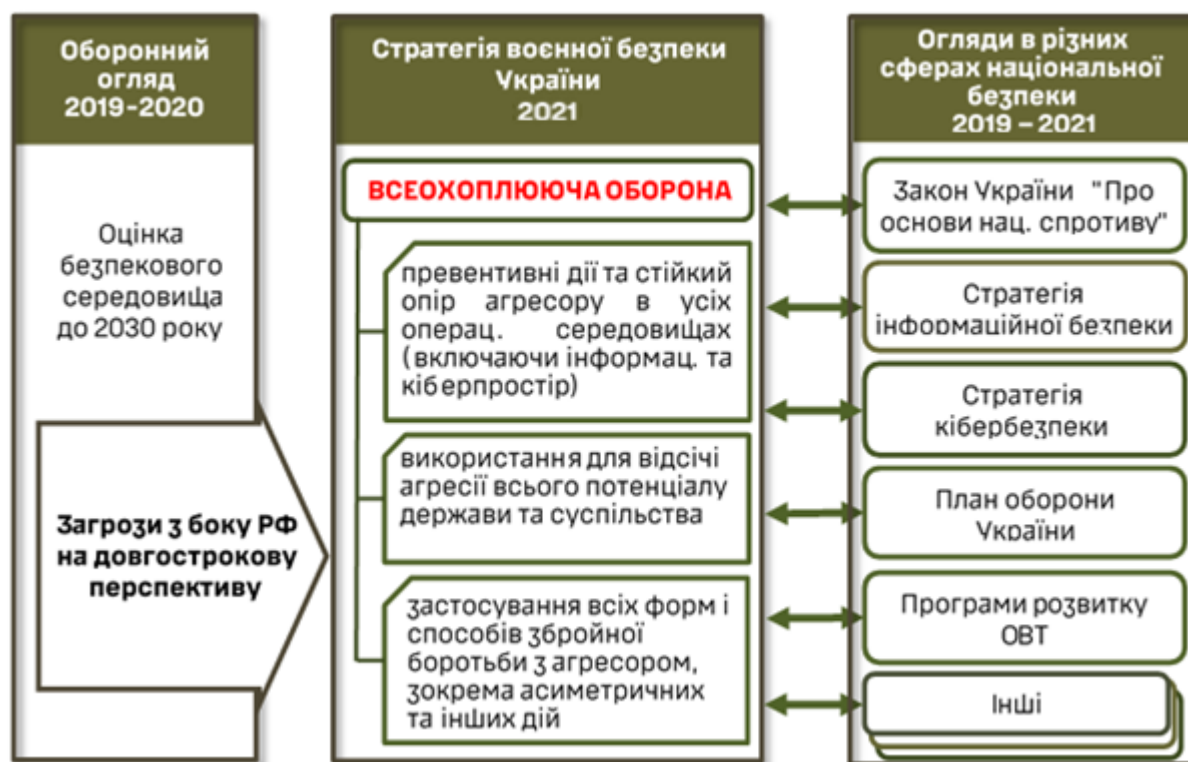 Оборонний
огляд
2019-2020
Оцінка
безпекового
середовища
до 2030 року
Загрози з боку РФ
на довгострокову
перспективу
Стратегія воєнної безпеки
України
2021
ВСЕОХОПЛЮЮЧА ОБОРОНА
превентивні дії та стійкий
опір агресору в усіх
операц. середовищах
(включаючи інформац. та
кіберпростір)
використання для відсічі
агресії всього потенціалу
держави та суспільства
застосування всіх форм і
способів збройної
боротьби з агресором,
зокрема асиметричних
та інших дій
Огляди в різних
сферах національної
безпеки
2019 – 2021
Закон України "Про
основи нац. спротиву"
Стратегія
інформаційної безпеки
Стратегія
кібербезпеки
План оборони
України
Програми розвитку
ОВТ
Інші